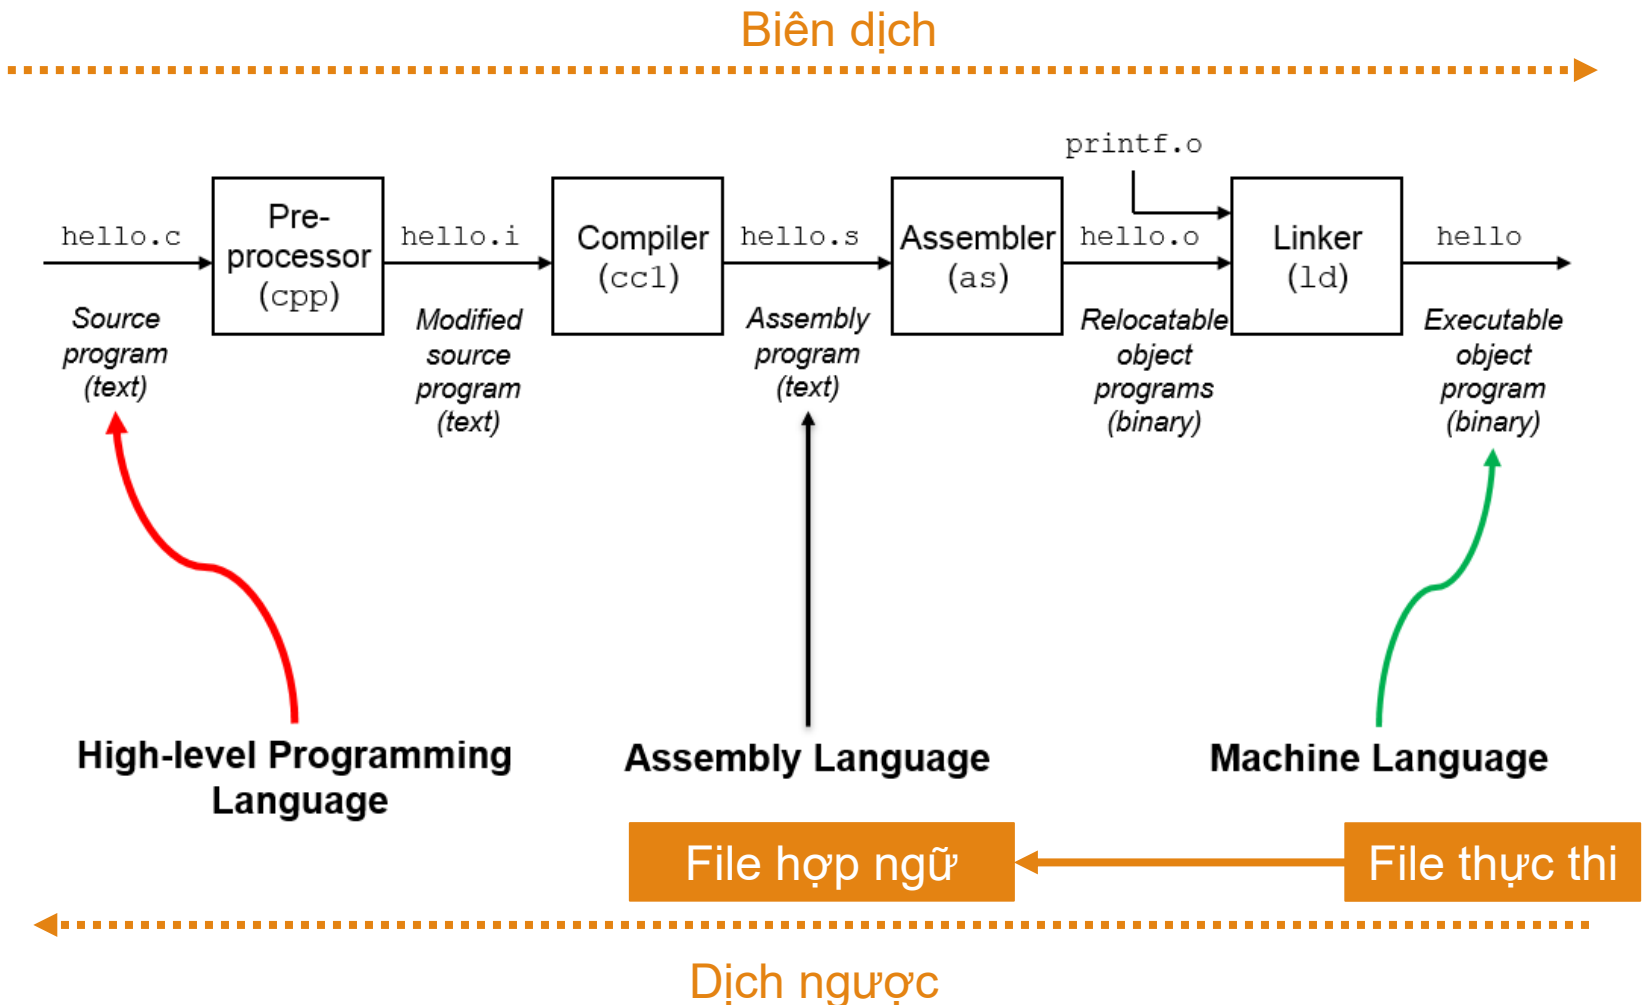 Biên dịch
printf.o
hello.c
Pre-
processor
(cpp)
hello.i
Compiler
(cc1)
hello.s
Assembler
(as)
hello.o
Linker
(ld)
hello
Source
program
(text)
Modified
source
program
(text)
Assembly
program
(text)
Relocatable
object
programs
(binary)
Executable
object
program
(binary)
High-level Programming
Language
Assembly Language
Machine Language
File hợp ngữ
File thực thi
Dịch ngược